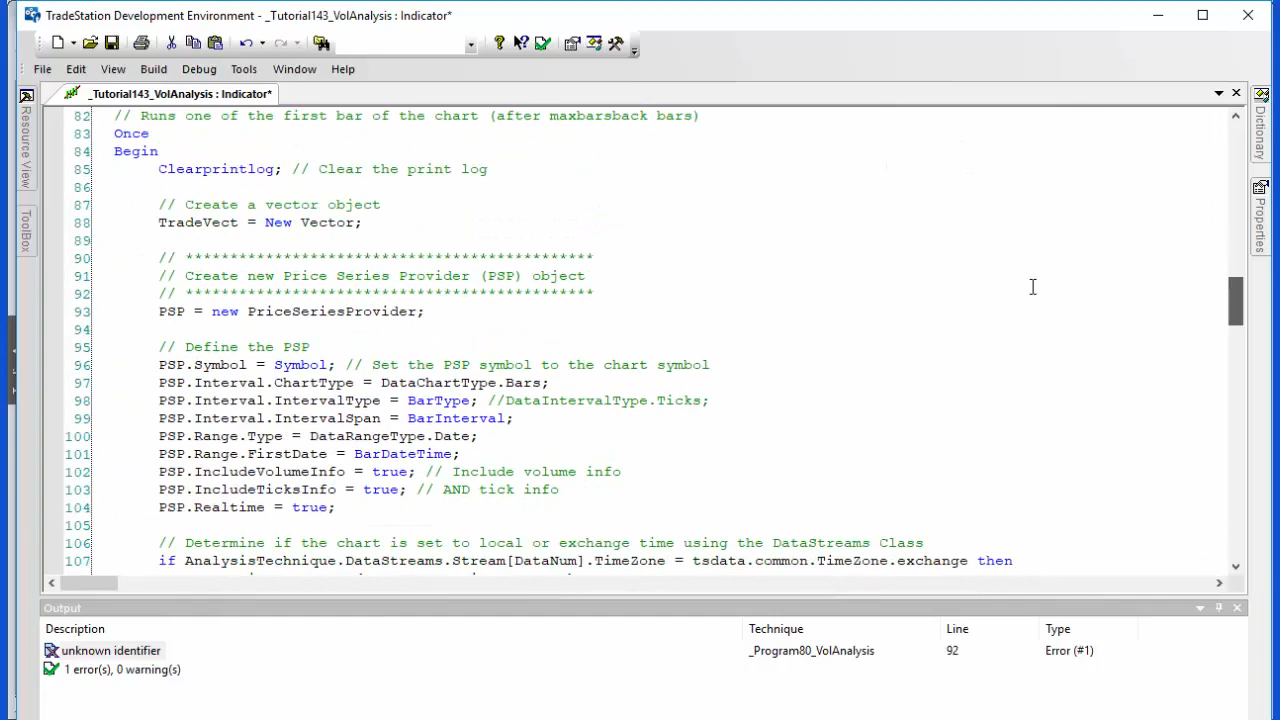 TradeStation Development Environment - _Tutorial143_VolAnalysis : Indicator*
File Edit View Build Debug Tools Window Help
_Tutorial143_VolAnalysis : Indicator*
Resource View
ToolBox
82 // Runs one of the first bar of the chart (after maxbarsback bars)
83 Once
84 Begin
85 Clearprintlog; // Clear the print log
86
87 // Create a vector object
88 TradeVect = New Vector;
89
90 // **********************************************
91 // Create new Price Series Provider (PSP) object
92 // **********************************************
93 PSP = new PriceSeriesProvider;
94
95 // Define the PSP
96 PSP.Symbol = Symbol; // Set the PSP symbol to the chart symbol
97 PSP.Interval.ChartType = DataChartType.Bars;
98 PSP.Interval.IntervalType = BarType; //DataIntervalType.Ticks;
99 PSP.Interval.IntervalSpan = BarInterval;
100 PSP.Range.Type = DataRangeType.Date;
101 PSP.Range.FirstDate = BarDateTime;
102 PSP.IncludeVolumeInfo = true; // Include volume info
103 PSP.IncludeTicksInfo = true; // AND tick info
104 PSP.Realtime = true;
105
106 // Determine if the chart is set to local or exchange time using the DataStreams Class
107 if AnalysisTechnique.DataStreams.Stream[DataNum].TimeZone = tsdata.common.TimeZone.exchange then
Dictionary
Properties
Output
Description Technique Line Type
unknown identifier _Program80_VolAnalysis 92 Error (#1)
1 error(s), 0 warning(s)